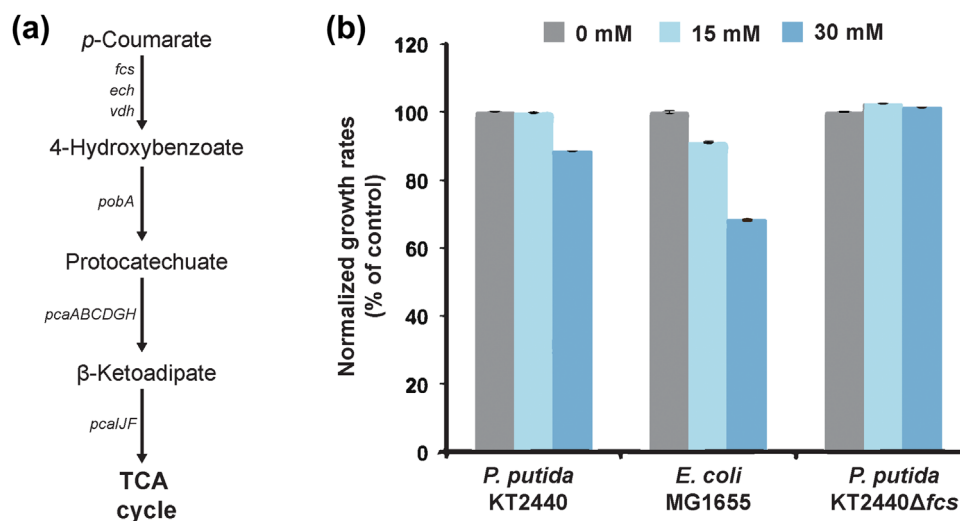 (a)
p-Coumarate
fcs
ech
vdh
4-Hydroxybenzoate
pobA
Protocatechuate
pcaABCDGH
β-Ketoadipate
pcaIJF
TCA
cycle
(b)
0 mM 15 mM 30 mM
Normalized growth rates
(% of control)
120
100
80
60
40
20
0
P. putida
KT2440
E. coli
MG1655
P. putida
KT2440Δfcs